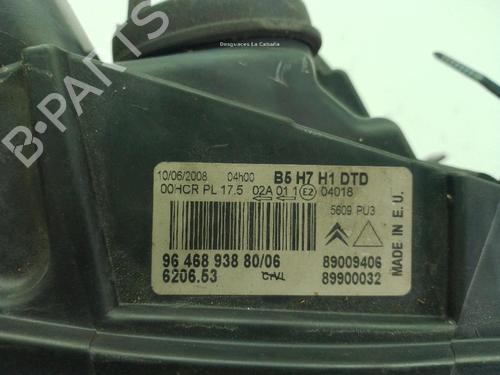 Desguaces La Cabaña
10/06/2008 04h00 B5 H7 H1 DTD
00HCR PL 17.5 02A 01 1 E2 04018
5609 PU3
MADE IN E.U.
96 468 938 80/06 89009406
6206.53 89900032
B-PARTS